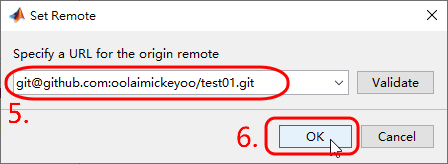 Set Remote
Specify a URL for the origin remote
git@github.com:oolaimickeyoo/test01.git
Validate
5.
6.
OK
Cancel